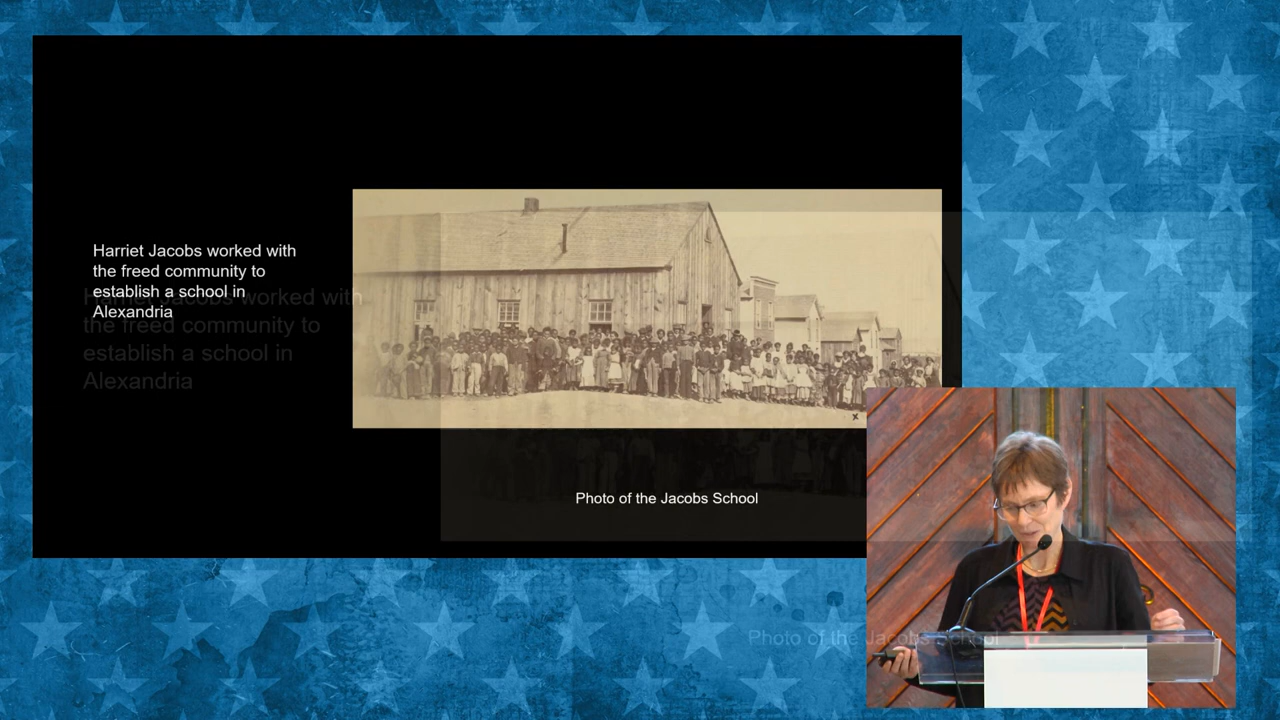 Harriet Jacobs worked with
the freed community to
establish a school in
Alexandria
Harriet Jacobs worked with
the freed community to
establish a school in
Alexandria
x
Photo of the Jacobs School
Photo of the Jacobs School